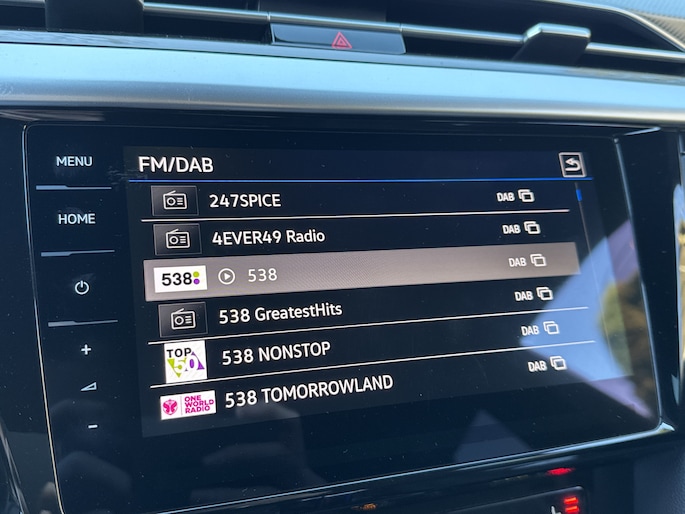 MENU
HOME
FM/DAB
247SPICE DAB
4EVER49 Radio DAB
538 538 DAB
538 GreatestHits DAB
TOP 50 538 NONSTOP DAB
ONE WORLD RADIO 538 TOMORROWLAND DAB
+
-